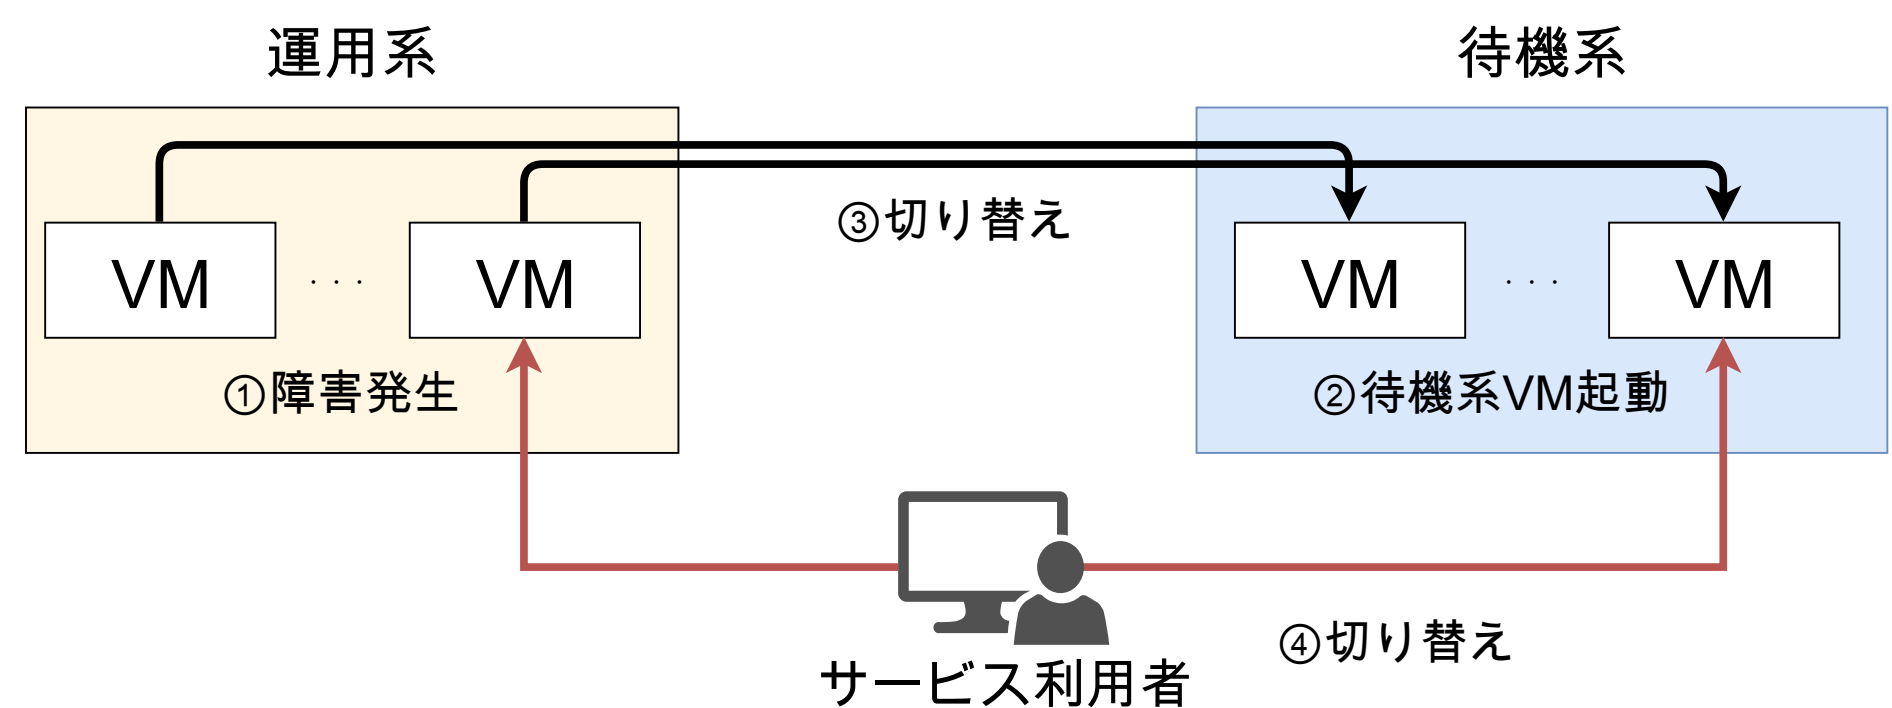 運用系
待機系
③切り替え
VM
· · ·
VM
VM
· · ·
VM
①障害発生
②待機系VM起動
④切り替え
サービス利用者